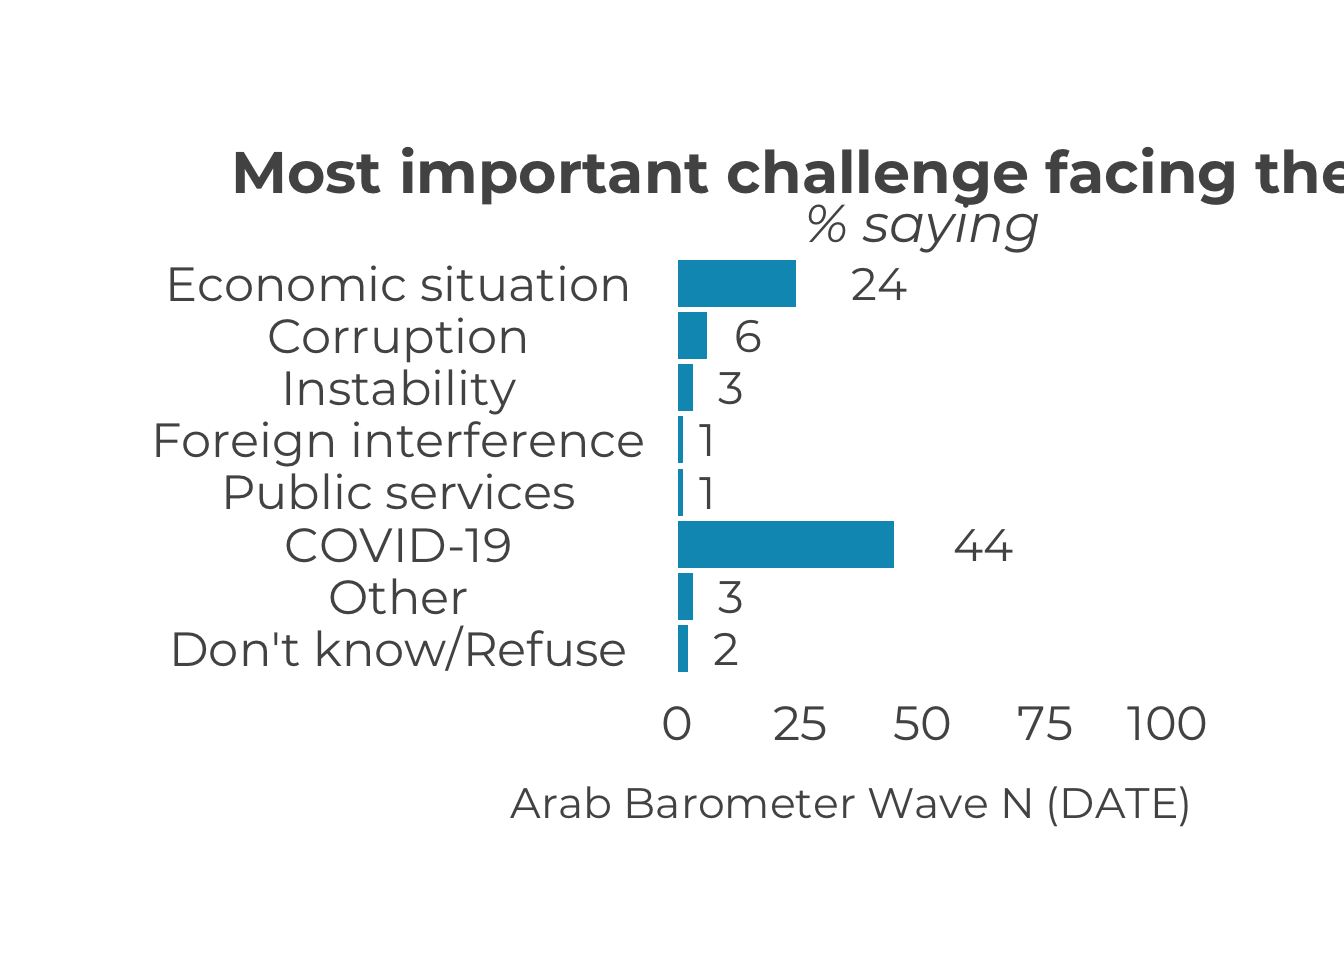 Most important challenge facing the
% saying
Economic situation 24
Corruption 6
Instability 3
Foreign interference 1
Public services 1
COVID-19 44
Other 3
Don't know/Refuse 2
0 25 50 75 100
Arab Barometer Wave N (DATE)